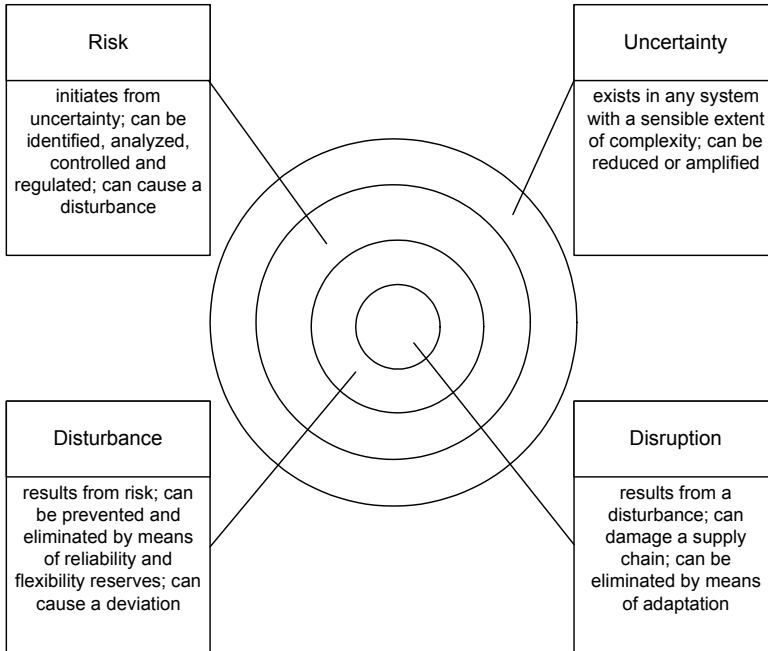 Risk
initiates from
uncertainty; can be
identified, analyzed,
controlled and
regulated; can cause a
disturbance
Uncertainty
exists in any system
with a sensible extent
of complexity; can be
reduced or amplified
Disturbance
results from risk; can
be prevented and
eliminated by means
of reliability and
flexibility reserves; can
cause a deviation
Disruption
results from a
disturbance; can
damage a supply
chain; can be
eliminated by means
of adaptation